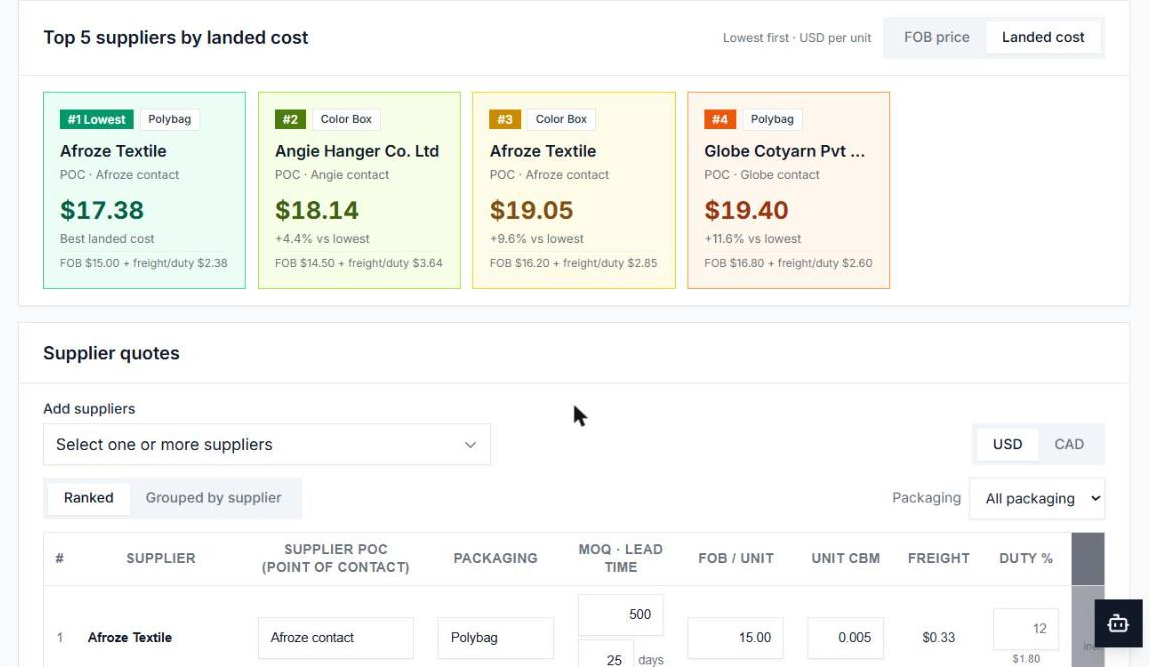 Top 5 suppliers by landed cost
Lowest first · USD per unit
FOB price
Landed cost
#1 Lowest
Polybag
Afroze Textile
POC · Afroze contact
$17.38
Best landed cost
FOB $15.00 + freight/duty $2.38
#2
Color Box
Angie Hanger Co. Ltd
POC · Angie contact
$18.14
+4.4% vs lowest
FOB $14.50 + freight/duty $3.64
#3
Color Box
Afroze Textile
POC · Afroze contact
$19.05
+9.6% vs lowest
FOB $16.20 + freight/duty $2.85
#4
Polybag
Globe Cotyarn Pvt ...
POC · Globe contact
$19.40
+11.6% vs lowest
FOB $16.80 + freight/duty $2.60
Supplier quotes
Add suppliers
Select one or more suppliers
USD
CAD
Ranked
Grouped by supplier
Packaging
All packaging
#
SUPPLIER
SUPPLIER POC
(POINT OF CONTACT)
PACKAGING
MOQ · LEAD
TIME
FOB / UNIT
UNIT CBM
FREIGHT
DUTY %
1
Afroze Textile
Afroze contact
Polybag
500
25 days
15.00
0.005
$0.33
12
$1.80